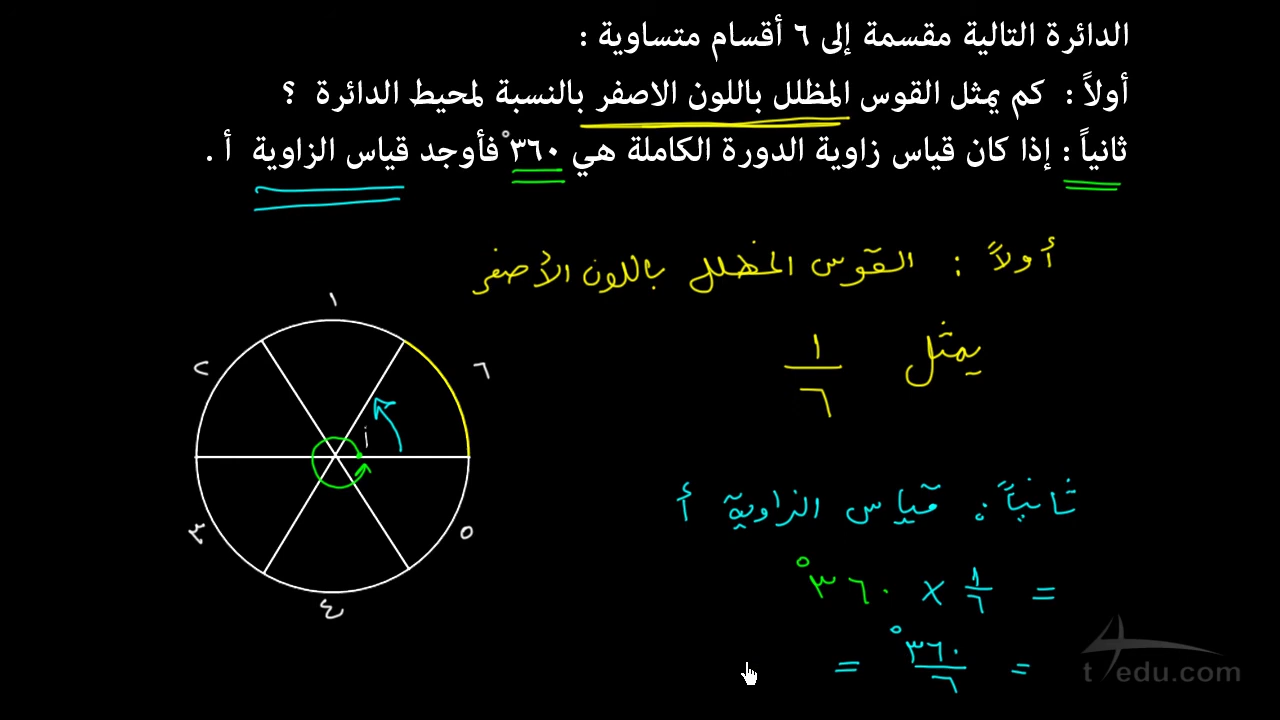 الدائرة التالية مقسمة إلى ٦ أقسام متساوية :
أولاً : كم يمثل القوس المظلل باللون الاصفر بالنسبة لمحيط الدائرة ؟
ثانياً : إذا كان قياس زاوية الدورة الكاملة هي ٣٦٠° فأوجد قياس الزاوية أ .
أولاً : القوس المظلل باللون الأصفر
يمثل ١/٦
١
٢
٦
أ
٣
٥
٤
ثانياً : قياس الزاوية أ
= ١/٦ × ٣٦٠°
= ٣٦٠°/٦ =
t4edu.com